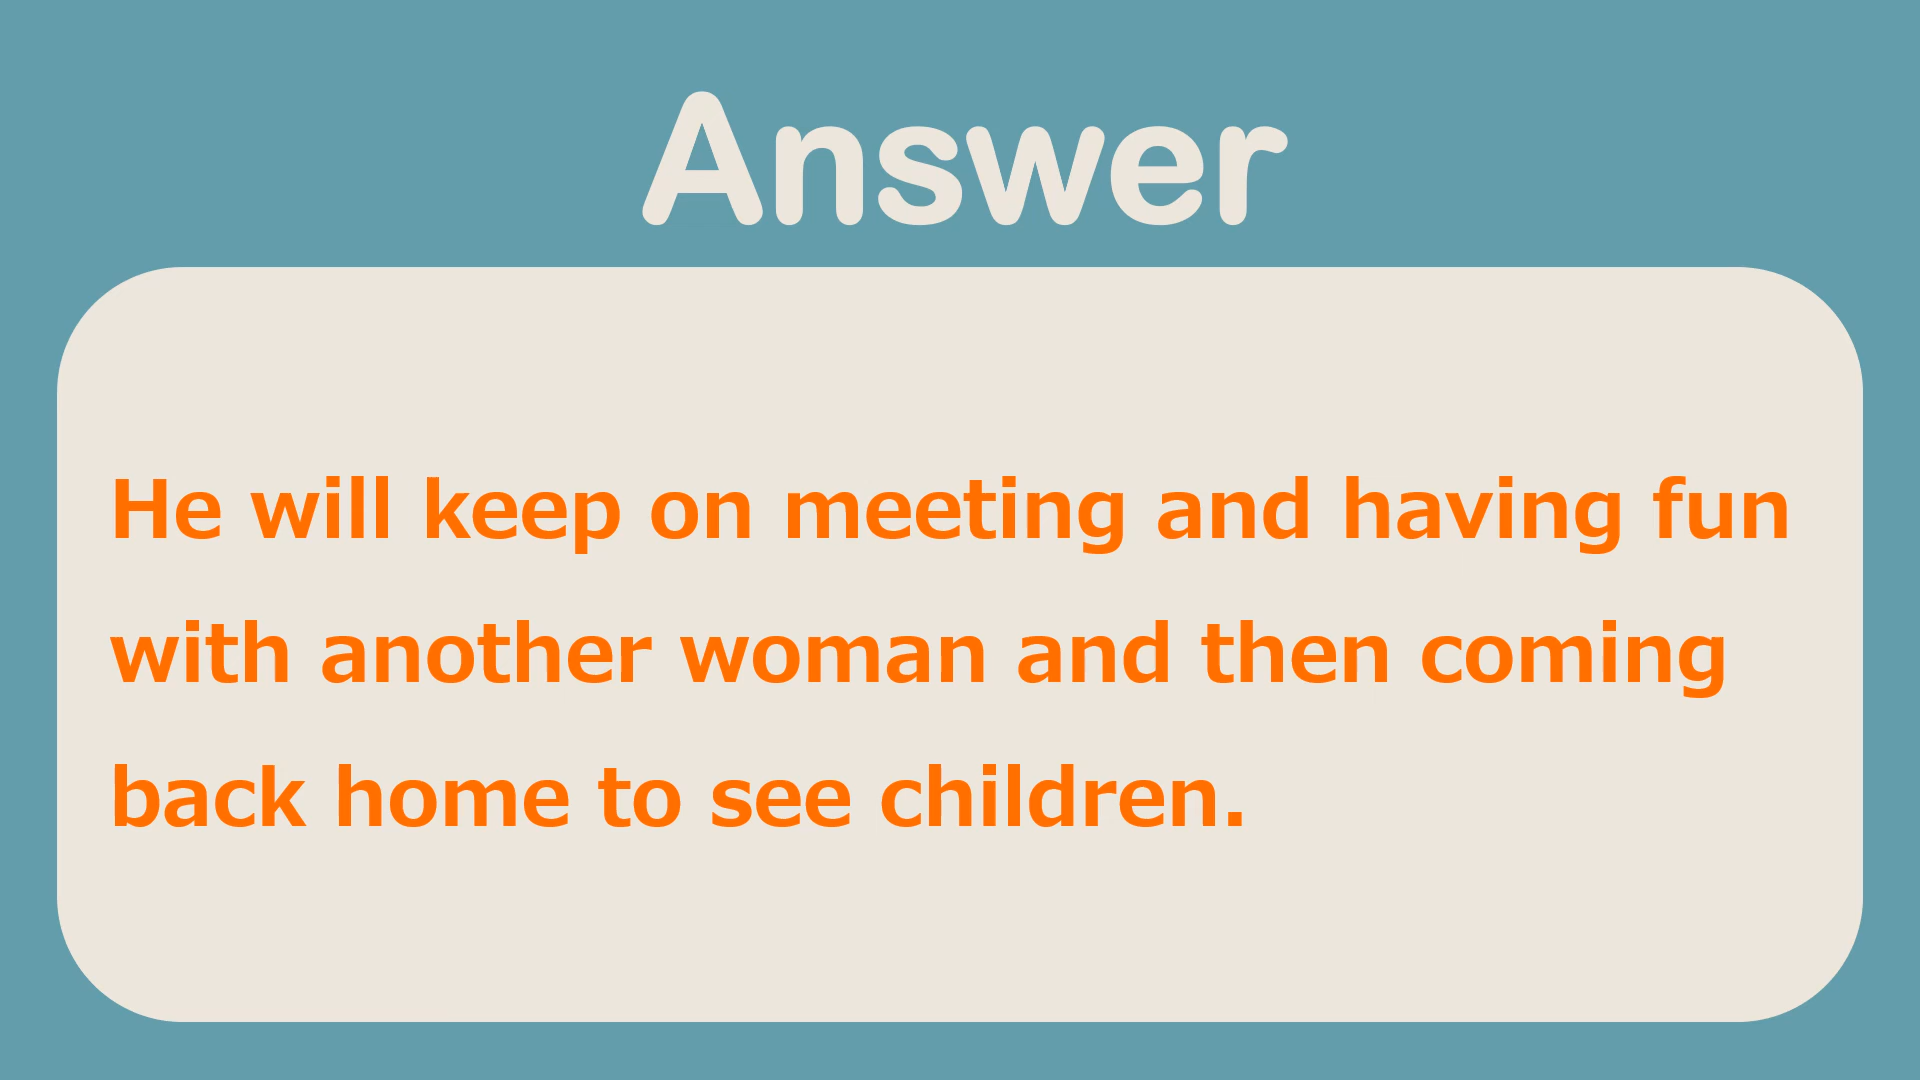 Answer
He will keep on meeting and having fun
with another woman and then coming
back home to see children.